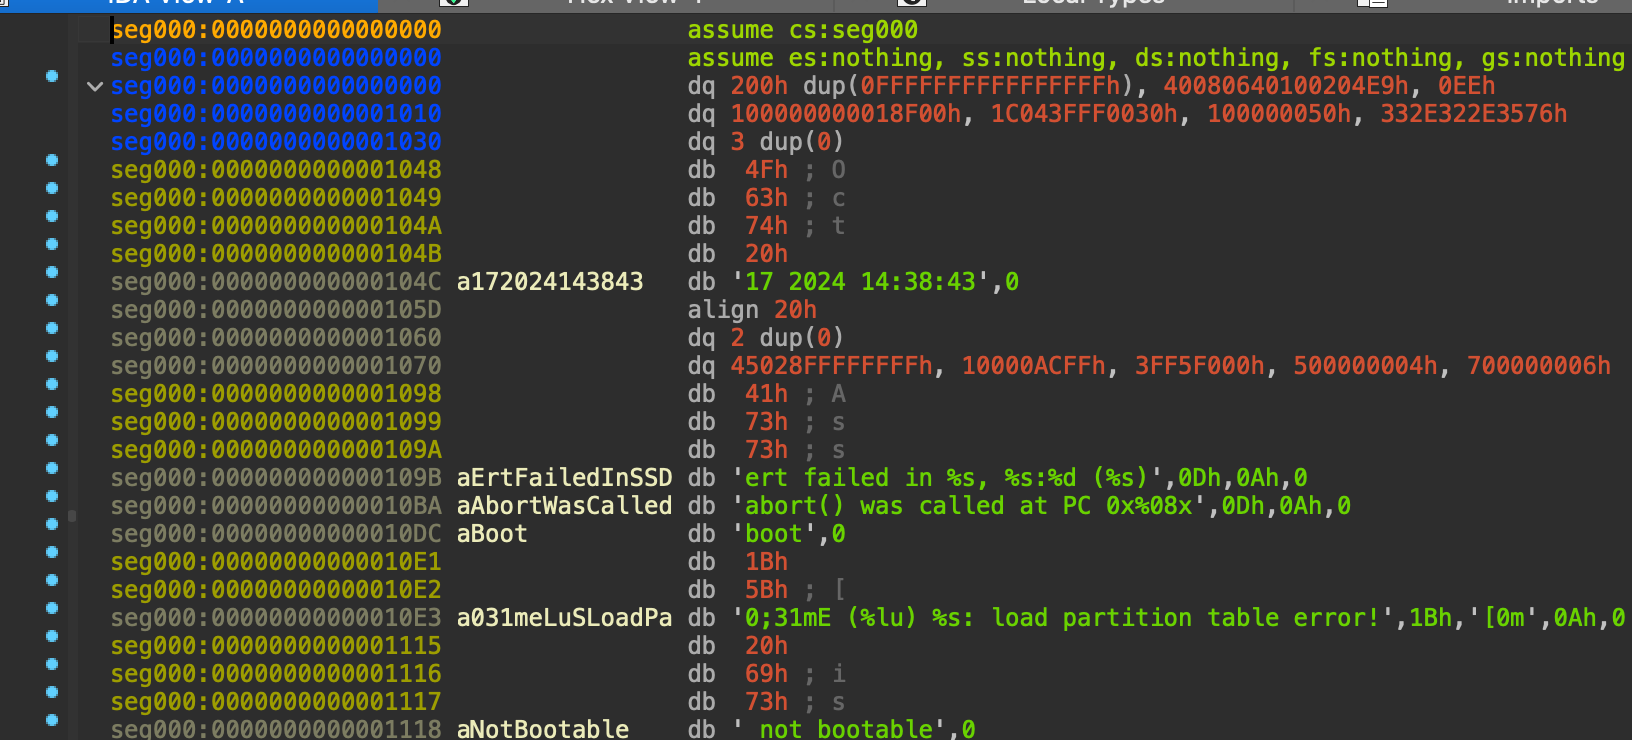 IDA View-A Hex View-1 Local Types Imports
seg000:0000000000000000 assume cs:seg000
seg000:0000000000000000 assume es:nothing, ss:nothing, ds:nothing, fs:nothing, gs:nothing
seg000:0000000000000000 dq 200h dup(0FFFFFFFFFFFFFFFFh), 40080640100204E9h, 0EEh
seg000:0000000000001010 dq 100000000018F00h, 1C043FFF0030h, 100000050h, 332E322E3576h
seg000:0000000000001030 dq 3 dup(0)
seg000:0000000000001048 db 4Fh ; O
seg000:0000000000001049 db 63h ; c
seg000:000000000000104A db 74h ; t
seg000:000000000000104B db 20h
seg000:000000000000104C a172024143843 db '17 2024 14:38:43',0
seg000:000000000000105D align 20h
seg000:0000000000001060 dq 2 dup(0)
seg000:0000000000001070 dq 45028FFFFFFFFh, 10000ACFFh, 3FF5F000h, 500000004h, 700000006h
seg000:0000000000001098 db 41h ; A
seg000:0000000000001099 db 73h ; s
seg000:000000000000109A db 73h ; s
seg000:000000000000109B aErtFailedInSSD db 'ert failed in %s, %s:%d (%s)',0Dh,0Ah,0
seg000:00000000000010BA aAbortWasCalled db 'abort() was called at PC 0x%08x',0Dh,0Ah,0
seg000:00000000000010DC aBoot db 'boot',0
seg000:00000000000010E1 db 1Bh
seg000:00000000000010E2 db 5Bh ; [
seg000:00000000000010E3 a031meLuSLoadPa db '0;31mE (%lu) %s: load partition table error!',1Bh,'[0m',0Ah,0
seg000:0000000000001115 db 20h
seg000:0000000000001116 db 69h ; i
seg000:0000000000001117 db 73h ; s
seg000:0000000000001118 aNotBootable db ' not bootable',0